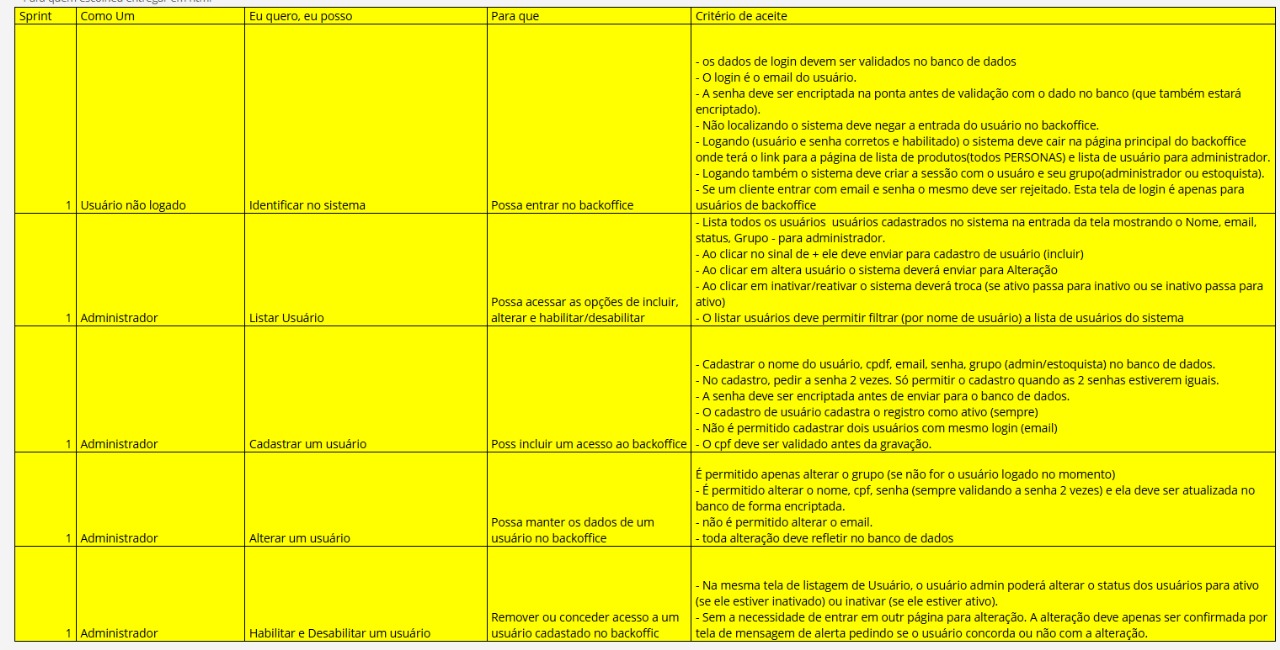 Para quem escolheu entregar em html
Sprint Como Um Eu quero, eu posso Para que Critério de aceite
- os dados de login devem ser validados no banco de dados
- O login é o email do usuário.
- A senha deve ser encriptada na ponta antes de validação com o dado no banco (que também estará
encriptado).
- Não localizando o sistema deve negar a entrada do usuário no backoffice.
- Logando (usuário e senha corretos e habilitado) o sistema deve cair na página principal do backoffice
onde terá o link para a página de lista de produtos(todos PERSONAS) e lista de usuário para administrador.
- Logando também o sistema deve criar a sessão com o usuáro e seu grupo(administrador ou estoquista).
- Se um cliente entrar com email e senha o mesmo deve ser rejeitado. Esta tela de login é apenas para
1 Usuário não logado Identificar no sistema Possa entrar no backoffice usuários de backoffice
- Lista todos os usuários usuários cadastrados no sistema na entrada da tela mostrando o Nome, email,
status, Grupo - para administrador.
- Ao clicar no sinal de + ele deve enviar para cadastro de usuário (incluir)
- Ao clicar em altera usuário o sistema deverá enviar para Alteração
- Ao clicar em inativar/reativar o sistema deverá troca (se ativo passa para inativo ou se inativo passa para
Possa acessar as opções de incluir, ativo)
1 Administrador Listar Usuário alterar e habilitar/desabilitar - O listar usuários deve permitir filtrar (por nome de usuário) a lista de usuários do sistema
- Cadastrar o nome do usuário, cpdf, email, senha, grupo (admin/estoquista) no banco de dados.
- No cadastro, pedir a senha 2 vezes. Só permitir o cadastro quando as 2 senhas estiverem iguais.
- A senha deve ser encriptada antes de enviar para o banco de dados.
- O cadastro de usuário cadastra o registro como ativo (sempre)
- Não é permitido cadastrar dois usuários com mesmo login (email)
1 Administrador Cadastrar um usuário Poss incluir um acesso ao backoffice - O cpf deve ser validado antes da gravação.
É permitido apenas alterar o grupo (se não for o usuário logado no momento)
- É permitido alterar o nome, cpf, senha (sempre validando a senha 2 vezes) e ela deve ser atualizada no
banco de forma encriptada.
Possa manter os dados de um - não é permitido alterar o email.
1 Administrador Alterar um usuário usuário no backoffice - toda alteração deve refletir no banco de dados
- Na mesma tela de listagem de Usuário, o usuário admin poderá alterar o status dos usuários para ativo
(se ele estiver inativado) ou inativar (se ele estiver ativo).
Remover ou conceder acesso a um - Sem a necessidade de entrar em outr página para alteração. A alteração deve apenas ser confirmada por
1 Administrador Habilitar e Desabilitar um usuário usuário cadastado no backoffic tela de mensagem de alerta pedindo se o usuário concorda ou não com a alteração.